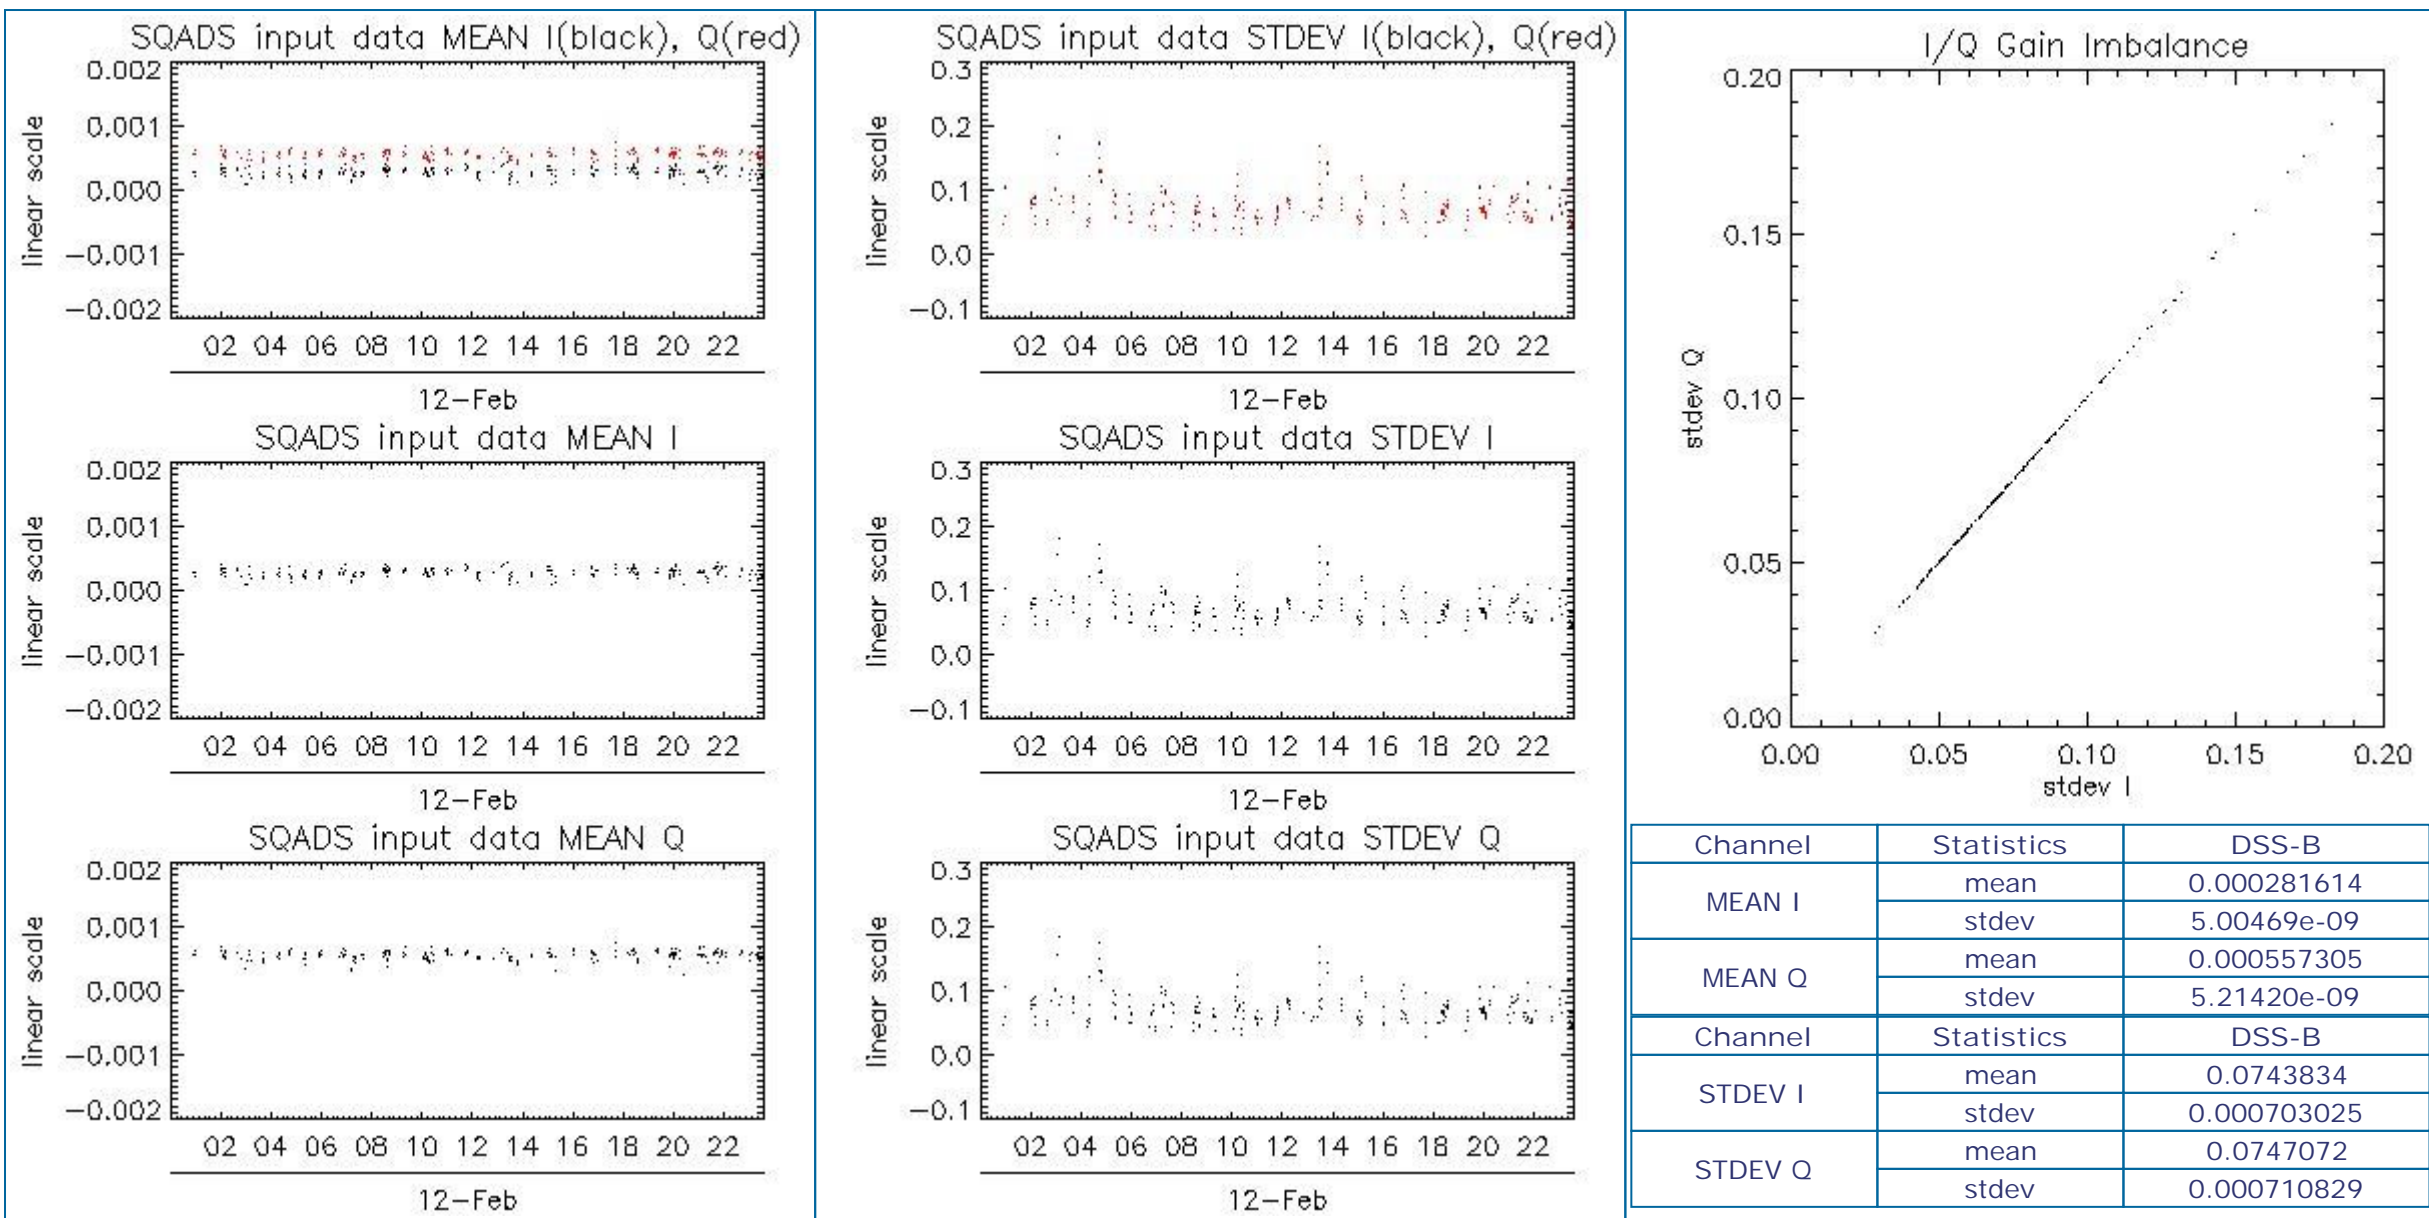 SQADS input data MEAN I(black), Q(red)
0.002
0.001
0.000
−0.001
−0.002
linear scale
02 04 06 08 10 12 14 16 18 20 22
12−Feb
SQADS input data MEAN I
0.002
0.001
0.000
−0.001
−0.002
linear scale
02 04 06 08 10 12 14 16 18 20 22
12−Feb
SQADS input data MEAN Q
0.002
0.001
0.000
−0.001
−0.002
linear scale
02 04 06 08 10 12 14 16 18 20 22
12−Feb
SQADS input data STDEV I(black), Q(red)
0.3
0.2
0.1
0.0
−0.1
linear scale
02 04 06 08 10 12 14 16 18 20 22
12−Feb
SQADS input data STDEV I
0.3
0.2
0.1
0.0
−0.1
linear scale
02 04 06 08 10 12 14 16 18 20 22
12−Feb
SQADS input data STDEV Q
0.3
0.2
0.1
0.0
−0.1
linear scale
02 04 06 08 10 12 14 16 18 20 22
12−Feb
I/Q Gain Imbalance
0.20
0.15
0.10
0.05
0.00
stdev Q
0.00 0.05 0.10 0.15 0.20
stdev I
Channel Statistics DSS-B
MEAN I mean 0.000281614
stdev 5.00469e-09
MEAN Q mean 0.000557305
stdev 5.21420e-09
Channel Statistics DSS-B
STDEV I mean 0.0743834
stdev 0.000703025
STDEV Q mean 0.0747072
stdev 0.000710829